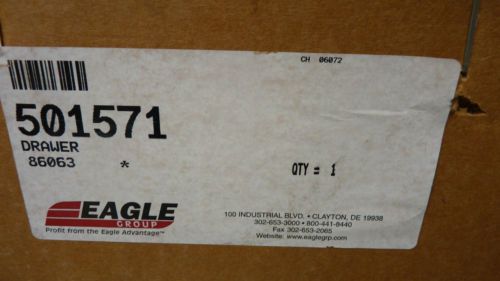 CH 06072
501571
DRAWER
86063 *
QTY = 1
EAGLE
GROUP
Profit from the Eagle Advantage™
100 INDUSTRIAL BLVD. • CLAYTON, DE 19938
302-653-3000 • 800-441-8440
Fax 302-653-2065
Website: www.eaglegrp.com